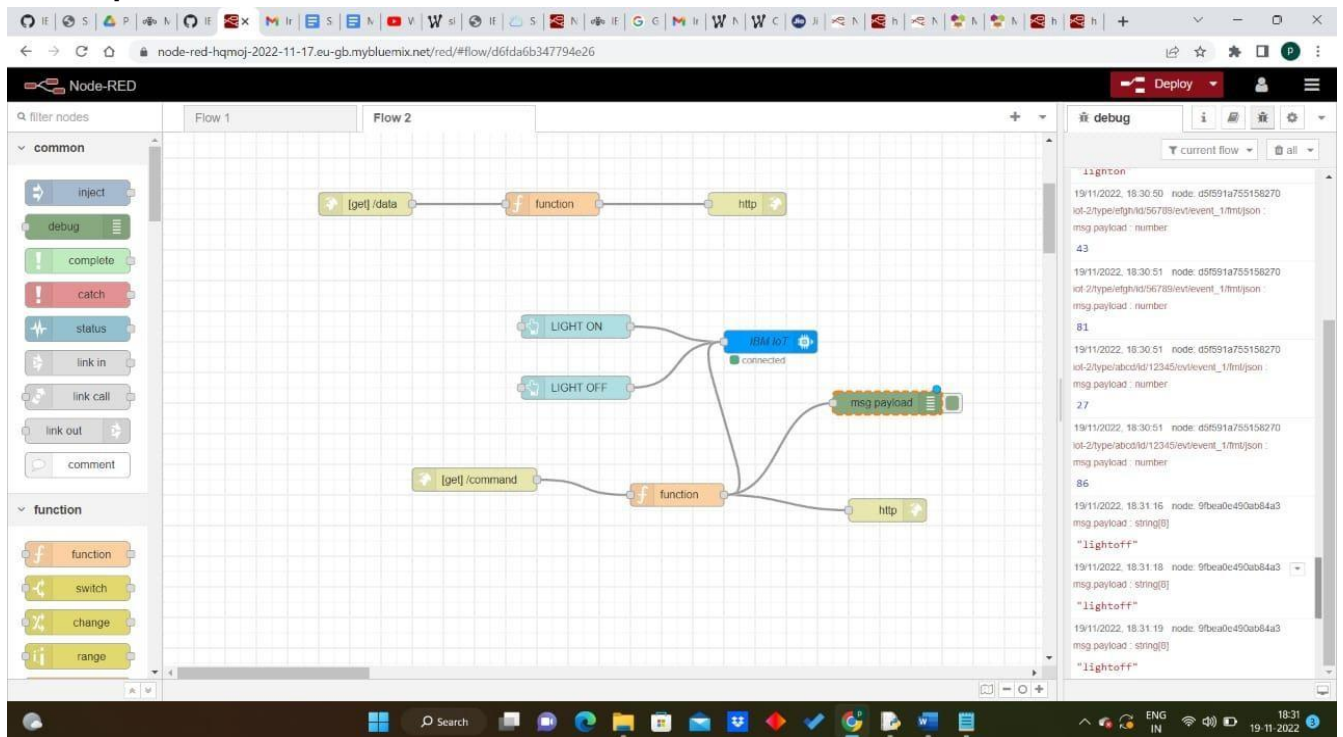 node-red-hqmoj-2022-11-17.eu-gb.mybluemix.net/red/#flow/d6fda6b347794e26
Node-RED
Deploy
filter nodes
Flow 1
Flow 2
debug
current flow
all
common
inject
debug
complete
catch
status
link in
link call
link out
comment
function
function
switch
change
range
[get] /data
function
http
LIGHT ON
LIGHT OFF
IBM IoT
connected
msg.payload
[get] /command
function
http
"lighton"
19/11/2022, 18:30:50 node: d5f591a755158270
iot-2/type/efgh/id/56789/evt/event_1/fmt/json :
msg.payload : number
43
19/11/2022, 18:30:51 node: d5f591a755158270
iot-2/type/efgh/id/56789/evt/event_1/fmt/json :
msg.payload : number
81
19/11/2022, 18:30:51 node: d5f591a755158270
iot-2/type/abcd/id/12345/evt/event_1/fmt/json :
msg.payload : number
27
19/11/2022, 18:30:51 node: d5f591a755158270
iot-2/type/abcd/id/12345/evt/event_1/fmt/json :
msg.payload : number
86
19/11/2022, 18:31:16 node: 9fbea0e490ab84a3
msg.payload : string[8]
"lightoff"
19/11/2022, 18:31:18 node: 9fbea0e490ab84a3
msg.payload : string[8]
"lightoff"
19/11/2022, 18:31:19 node: 9fbea0e490ab84a3
msg.payload : string[8]
"lightoff"
Search
ENG
IN
18:31
19-11-2022
3